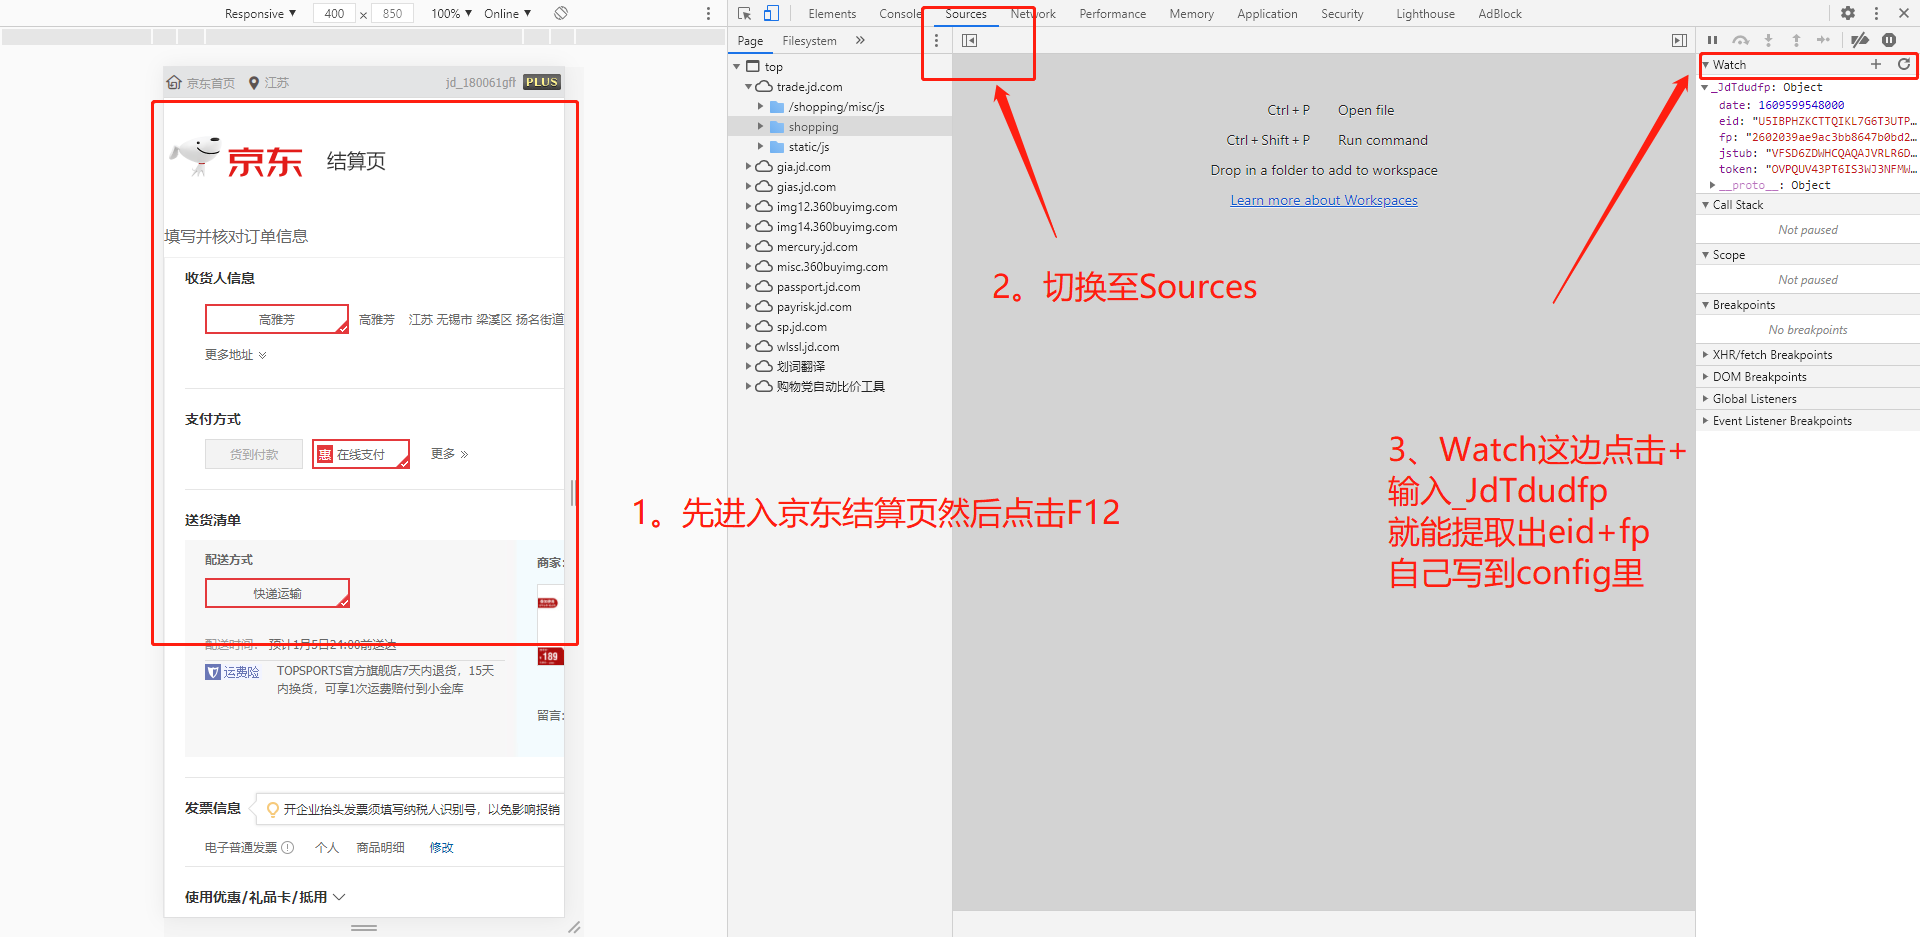 Responsive ▼ 400 × 850 100% ▼ Online ▼
Elements Console Sources Network Performance Memory Application Security Lighthouse AdBlock
Page Filesystem »
京东首页 江苏 jd_180061gft PLUS
京东 结算页
填写并核对订单信息
收货人信息
高雅芳 高雅芳 江苏 无锡市 梁溪区 扬名街道
更多地址
支付方式
货到付款 惠 在线支付 更多 »
送货清单
配送方式 商家:
快递运输
配送时间: 预计1月5日24:00前送达
189
运费险 TOPSPORTS官方旗舰店7天内退货，15天
内换货，可享1次运费赔付到小金库
留言:
发票信息 开企业抬头发票须填写纳税人识别号，以免影响报销
电子普通发票 个人 商品明细 修改
使用优惠/礼品卡/抵用
top
trade.jd.com
/shopping/misc/js
shopping
static/js
gia.jd.com
gias.jd.com
img12.360buyimg.com
img14.360buyimg.com
mercury.jd.com
misc.360buyimg.com
passport.jd.com
payrisk.jd.com
sp.jd.com
wlssl.jd.com
划词翻译
购物党自动比价工具
Ctrl + P Open file
Ctrl + Shift + P Run command
Drop in a folder to add to workspace
Learn more about Workspaces
2。切换至Sources
1。先进入京东结算页然后点击F12
3、Watch这边点击+
输入_JdTdudfp
就能提取出eid+fp
自己写到config里
Watch
_JdTdudfp: Object
date: 1609599548000
eid: "U5IBPHZKCTTQIKL7G6T3UTP…
fp: "2602039ae9ac3bb8647b0bd2…
jstub: "VFSD6ZDWHCQAQAJVRLR6D…
token: "OVPQUV43PT6IS3WJ3NFMW…
__proto__: Object
Call Stack
Not paused
Scope
Not paused
Breakpoints
No breakpoints
XHR/fetch Breakpoints
DOM Breakpoints
Global Listeners
Event Listener Breakpoints